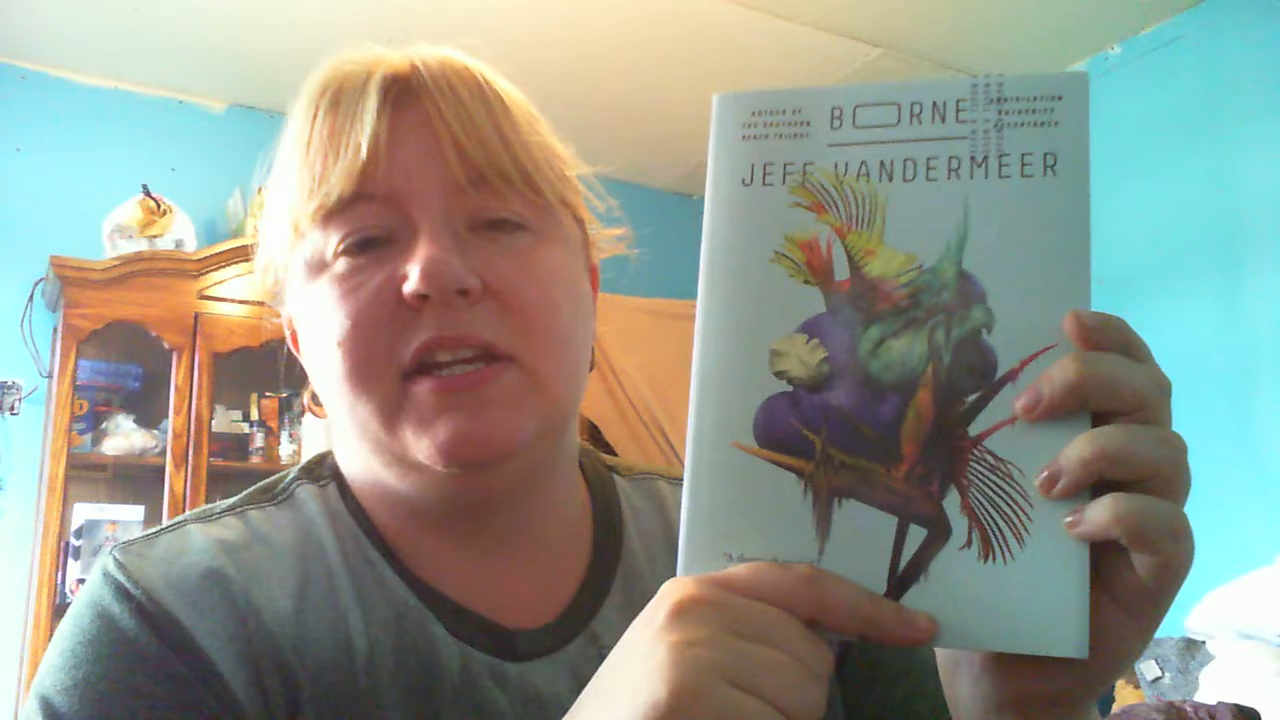 AUTHOR OF
THE SOUTHERN
REACH TRILOGY
BORNE
ANNIHILATION
AUTHORITY
ACCEPTANCE
JEFF VANDERMEER